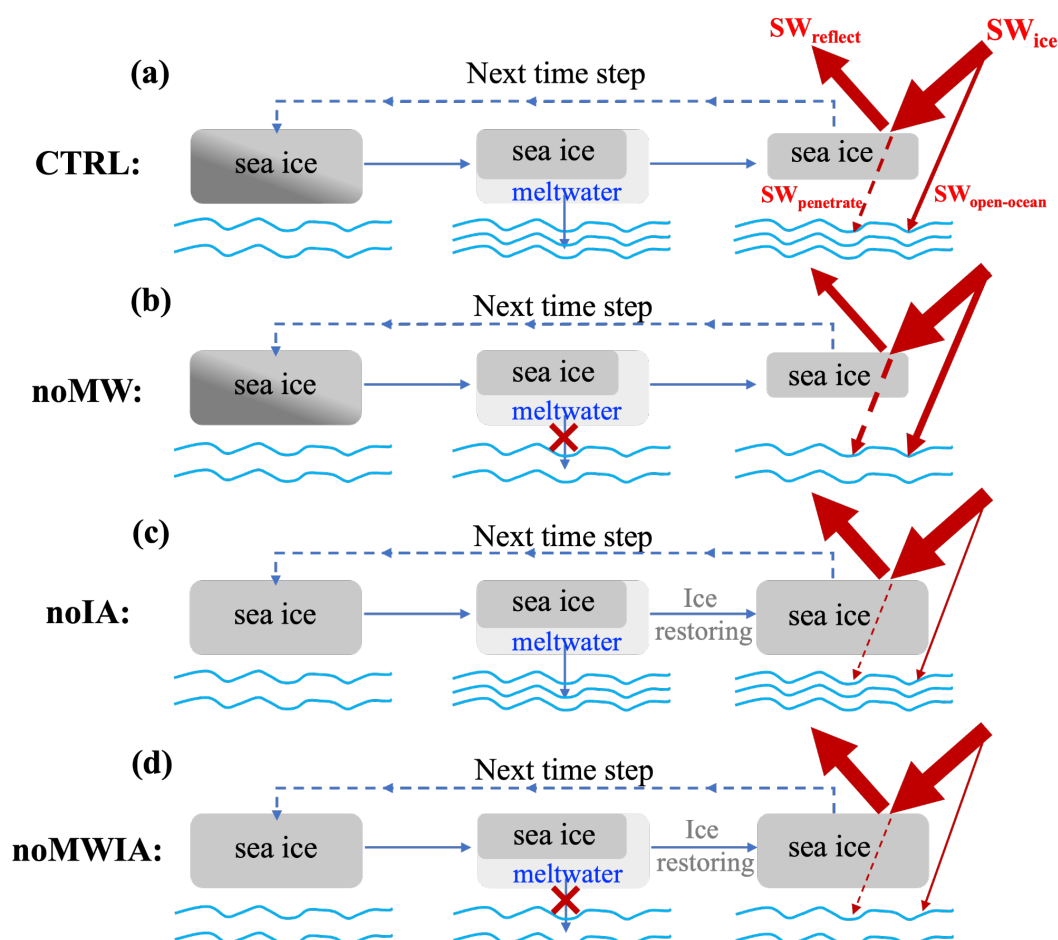 SWreflect
SWice
(a)
Next time step
CTRL:
sea ice
sea ice
sea ice
meltwater
SWpenetrate
SWopen-ocean
(b)
Next time step
noMW:
sea ice
sea ice
sea ice
meltwater
(c)
Next time step
noIA:
sea ice
sea ice
Ice
restoring
sea ice
meltwater
(d)
Next time step
noMWIA:
sea ice
sea ice
Ice
restoring
sea ice
meltwater